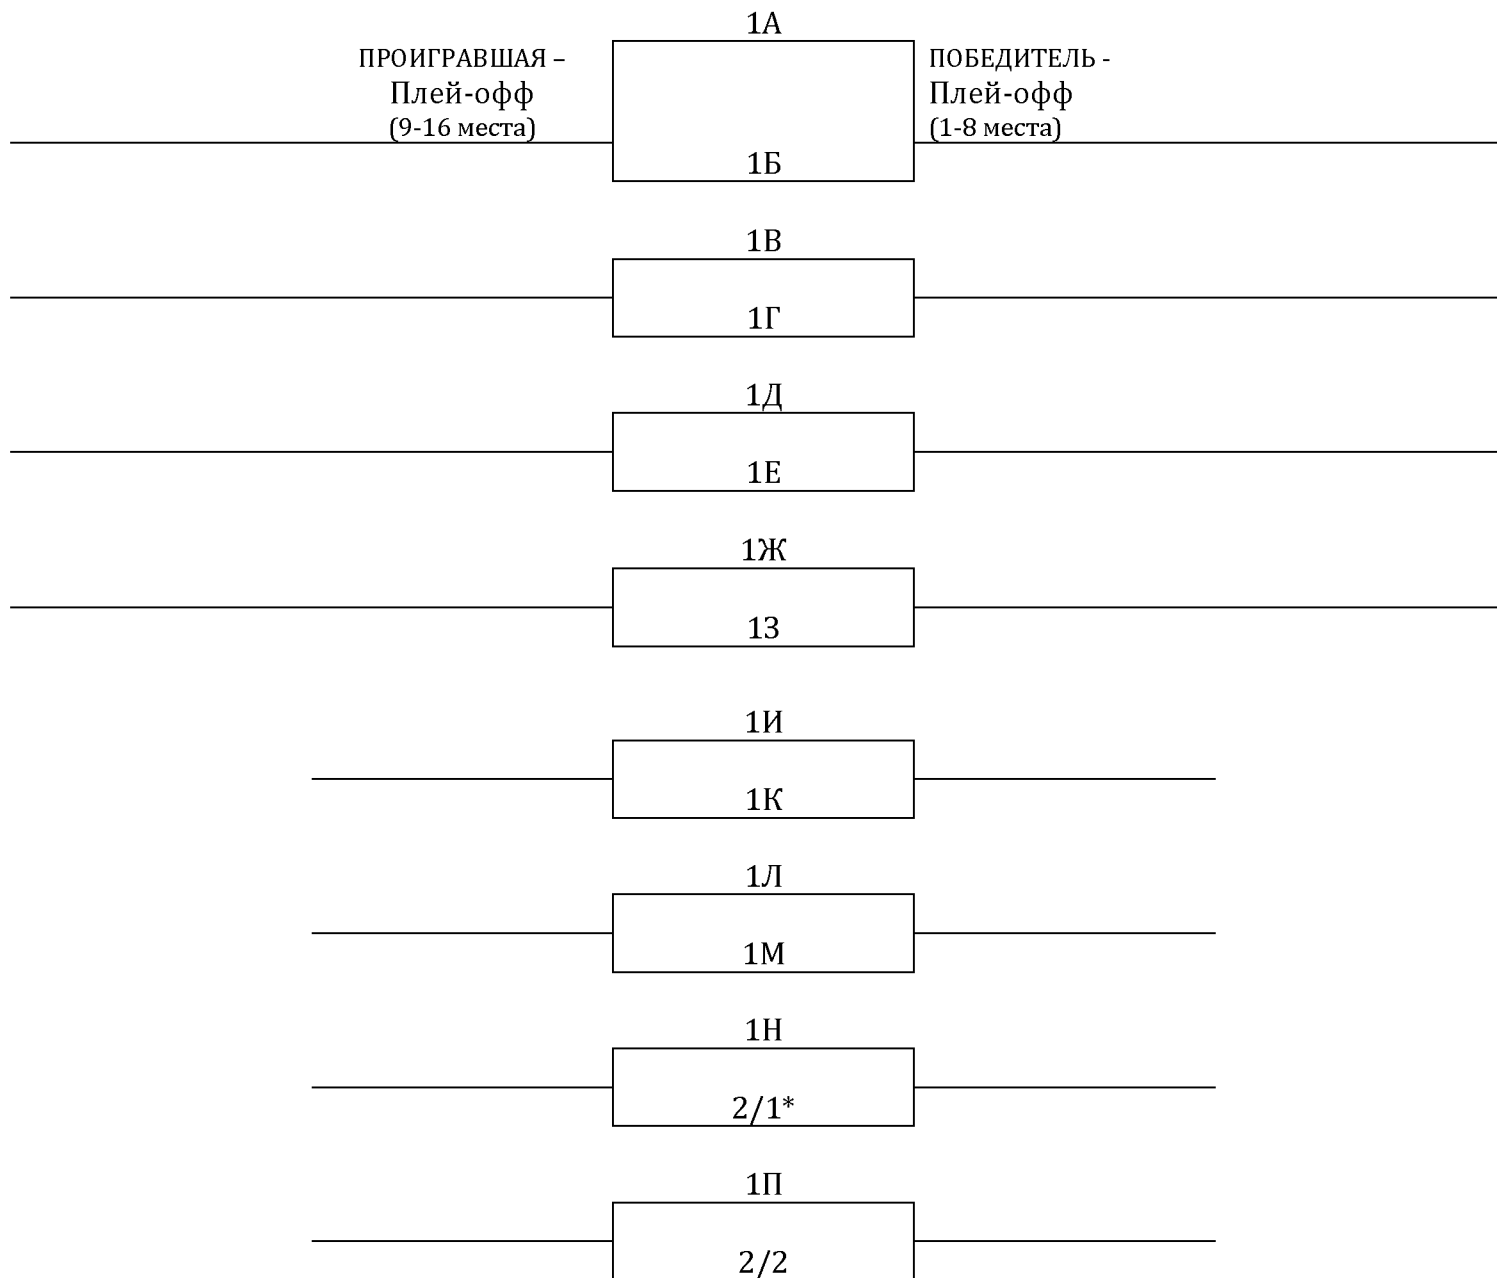 1А
ПРОИГРАВШАЯ –
Плей-офф
(9-16 места)
ПОБЕДИТЕЛЬ -
Плей-офф
(1-8 места)
1Б
1В
1Г
1Д
1Е
1Ж
1З
1И
1К
1Л
1М
1Н
2/1*
1П
2/2